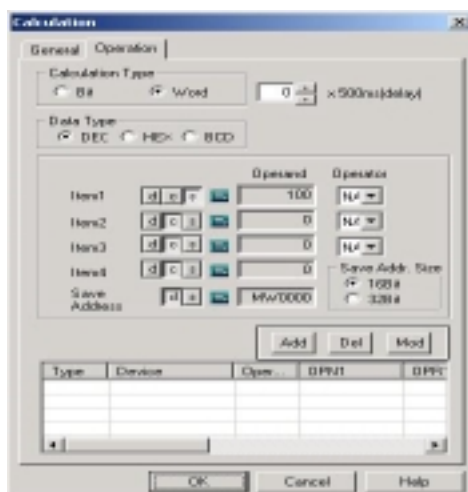 Calculation
General Operation
Calculation Type
Bit Word
0 x 500ms(delay)
Data Type
DEC HEX BCD
Operand Operator
Item1 d c s 100 N/
Item2 d c s 0 N/
Item3 d c s 0 N/
Item4 d c s 0
Save Addr. Size
16Bit
32Bit
Save Address d s MW0000
Add Del Mod
Type Device Oper... OPN1 OPR
OK Cancel Help